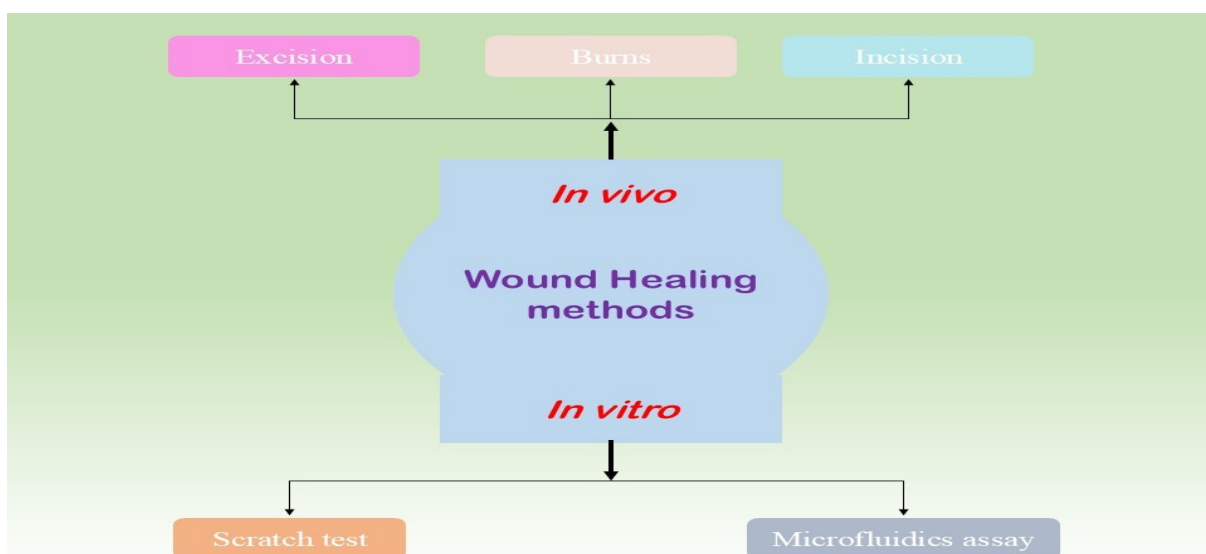 Excision
Burns
Incision
In vivo
Wound Healing
methods
In vitro
Scratch test
Microfluidics assay